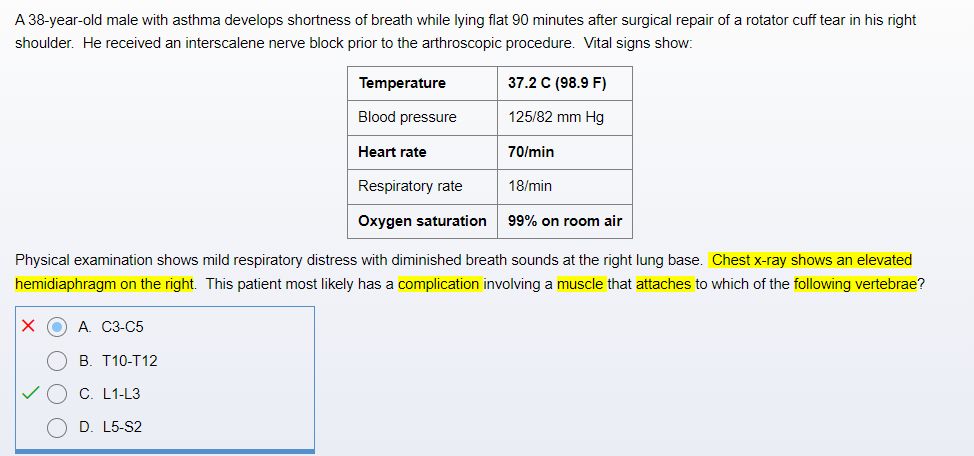 A 38-year-old male with asthma develops shortness of breath while lying flat 90 minutes after surgical repair of a rotator cuff tear in his right
shoulder. He received an interscalene nerve block prior to the arthroscopic procedure. Vital signs show:
Temperature 37.2 C (98.9 F)
Blood pressure 125/82 mm Hg
Heart rate 70/min
Respiratory rate 18/min
Oxygen saturation 99% on room air
Physical examination shows mild respiratory distress with diminished breath sounds at the right lung base. Chest x-ray shows an elevated
hemidiaphragm on the right. This patient most likely has a complication involving a muscle that attaches to which of the following vertebrae?
A. C3-C5
B. T10-T12
C. L1-L3
D. L5-S2